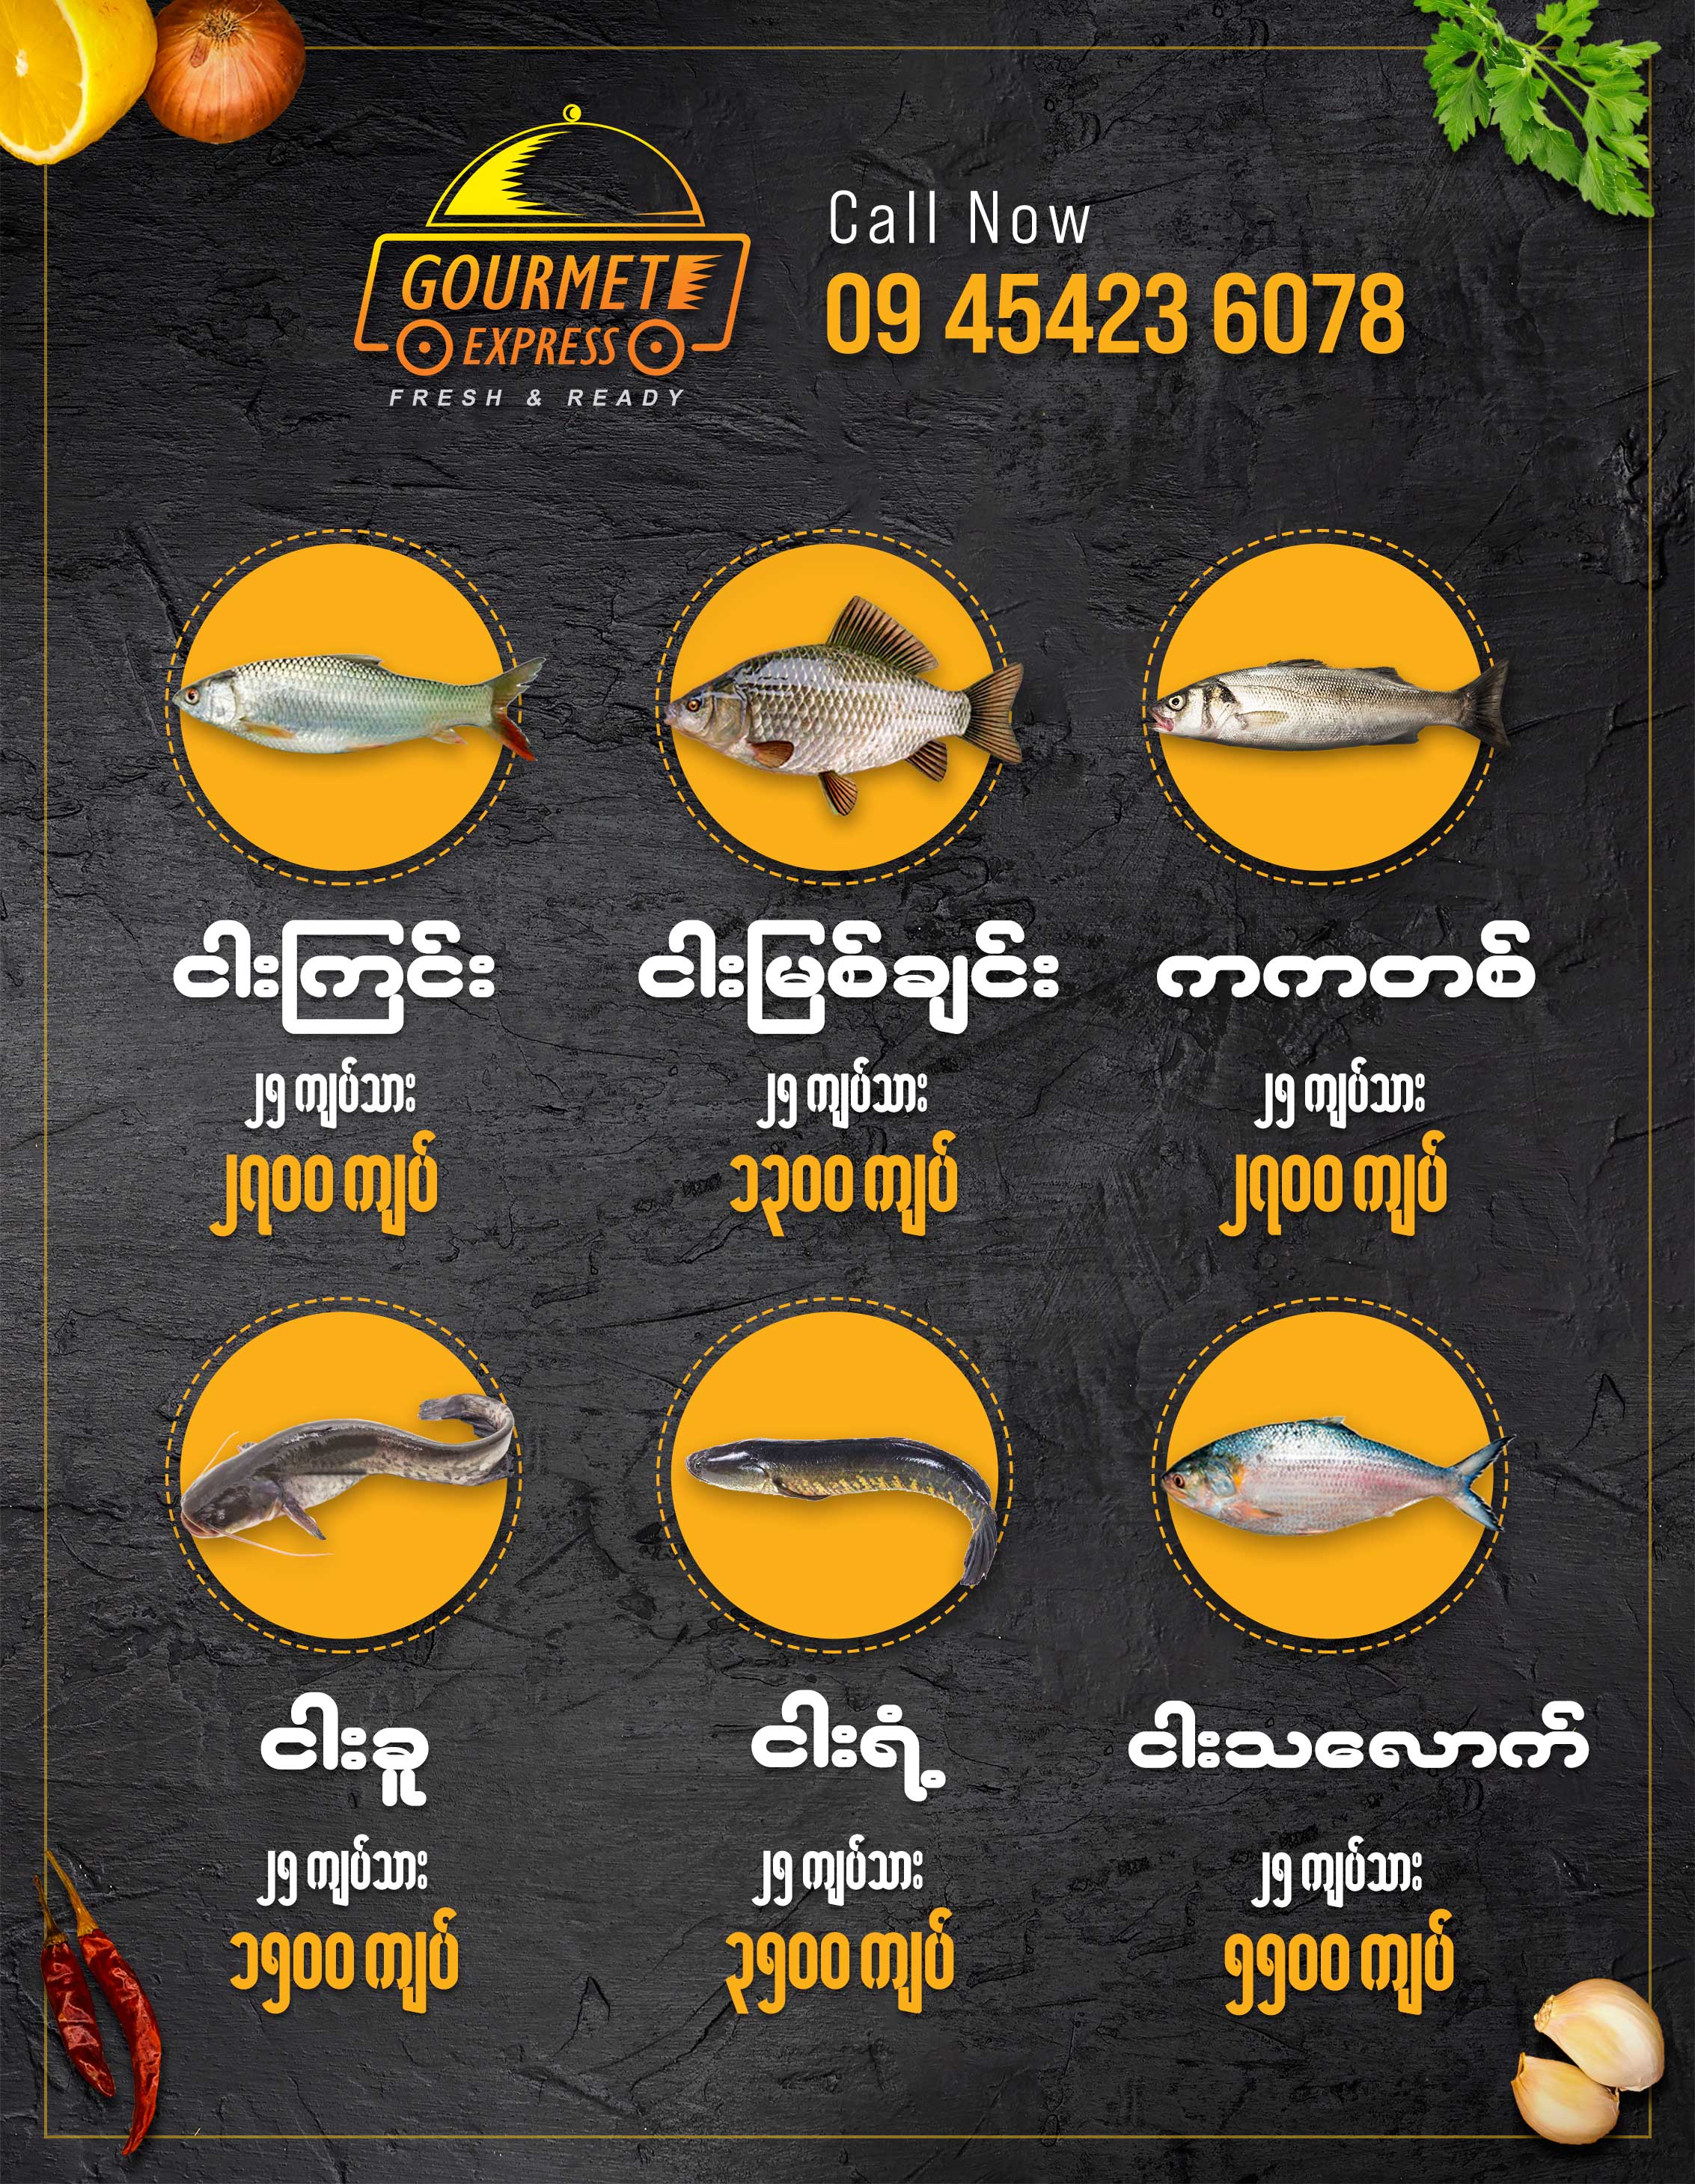 GOURMET EXPRESS
FRESH & READY
Call Now
09 45423 6078
ငါးကြင်း
၂၅ ကျပ်သား
၂၇၀၀ ကျပ်
ငါးမြစ်ချင်း
၂၅ ကျပ်သား
၁၃၀၀ ကျပ်
ကကတစ်
၂၅ ကျပ်သား
၂၇၀၀ ကျပ်
ငါးခူ
၂၅ ကျပ်သား
၁၅၀၀ ကျပ်
ငါးရံ့
၂၅ ကျပ်သား
၃၅၀၀ ကျပ်
ငါးသလောက်
၂၅ ကျပ်သား
၅၅၀၀ ကျပ်